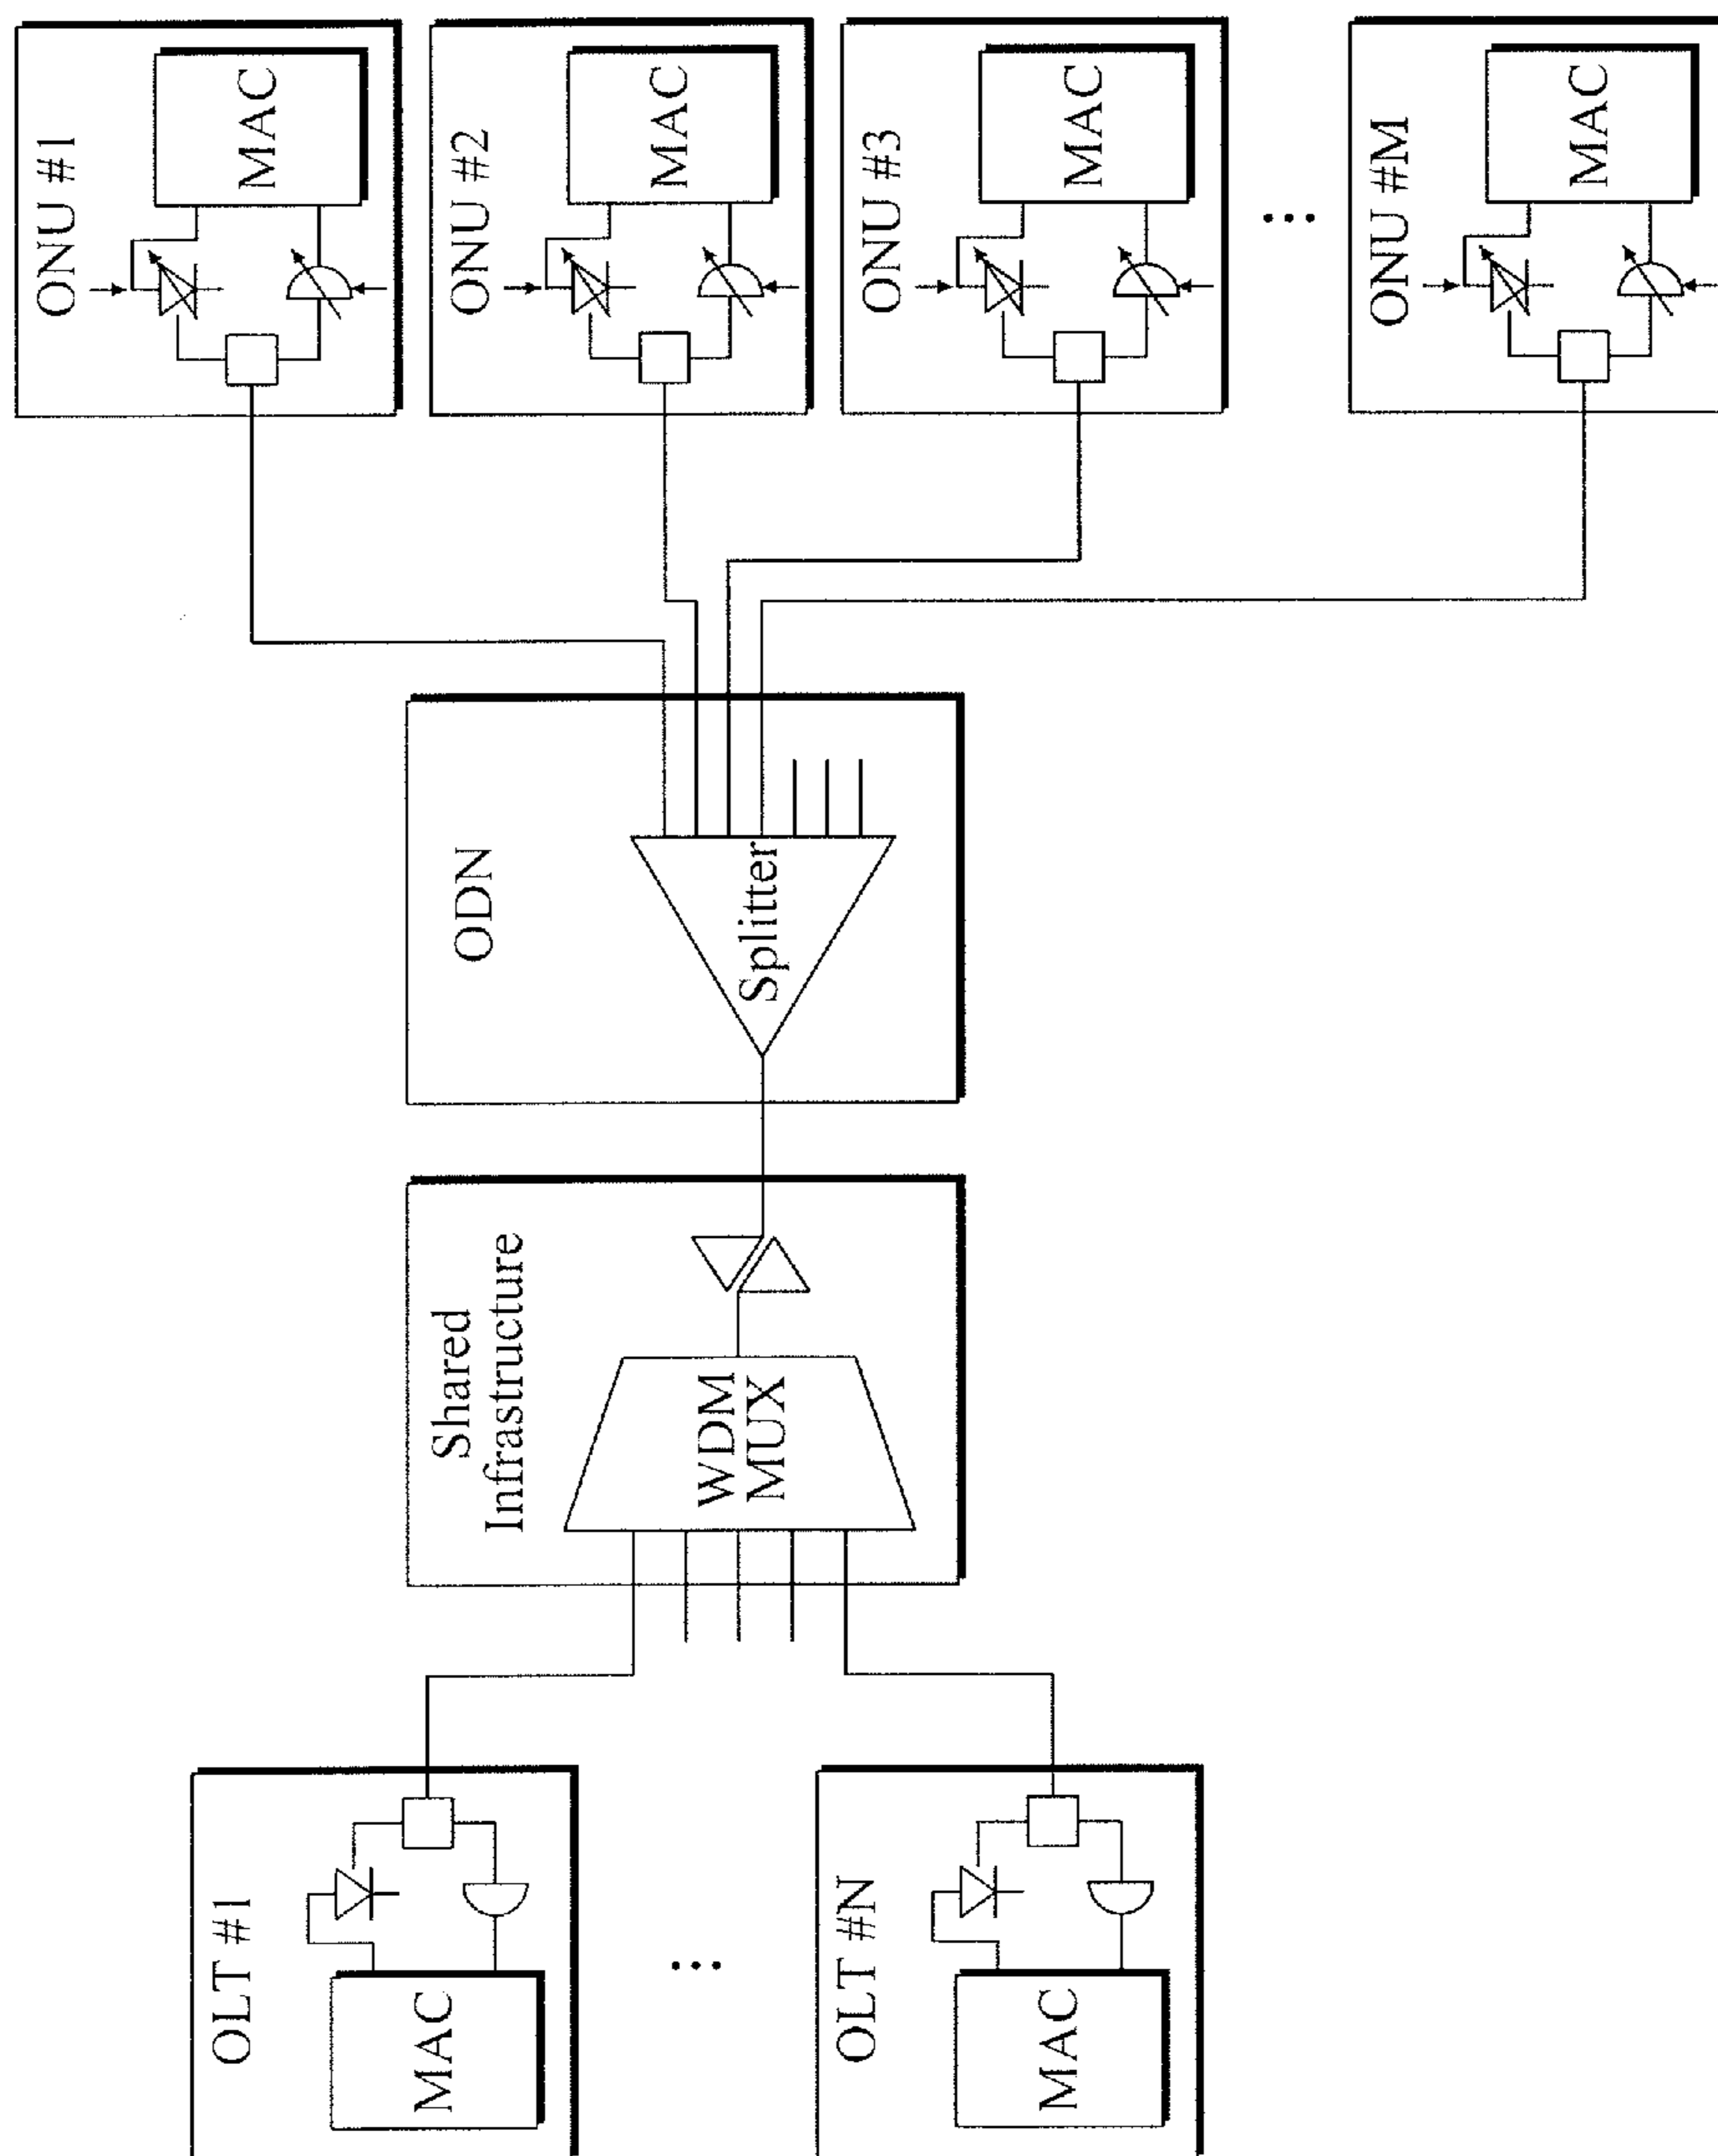 OLT #1
MAC
...
OLT #N
MAC
Shared
Infrastructure
WDM
MUX
ODN
Splitter
ONU #1
MAC
ONU #2
MAC
ONU #3
MAC
...
ONU #M
MAC